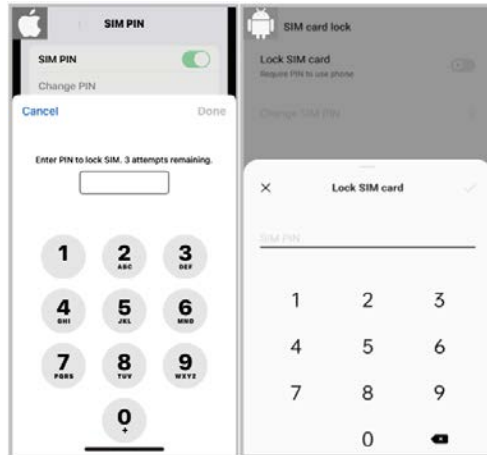 SIM PIN
SIM PIN
Change PIN
Cancel Done
Enter PIN to lock SIM. 3 attempts remaining.
1 2 3
ABC DEF
4 5 6
GHI JKL MNO
7 8 9
PQRS TUV WXYZ
0
+
SIM card lock
Lock SIM card
Require PIN to use phone
Change SIM PIN
Lock SIM card
SIM PIN
1 2 3
4 5 6
7 8 9
0